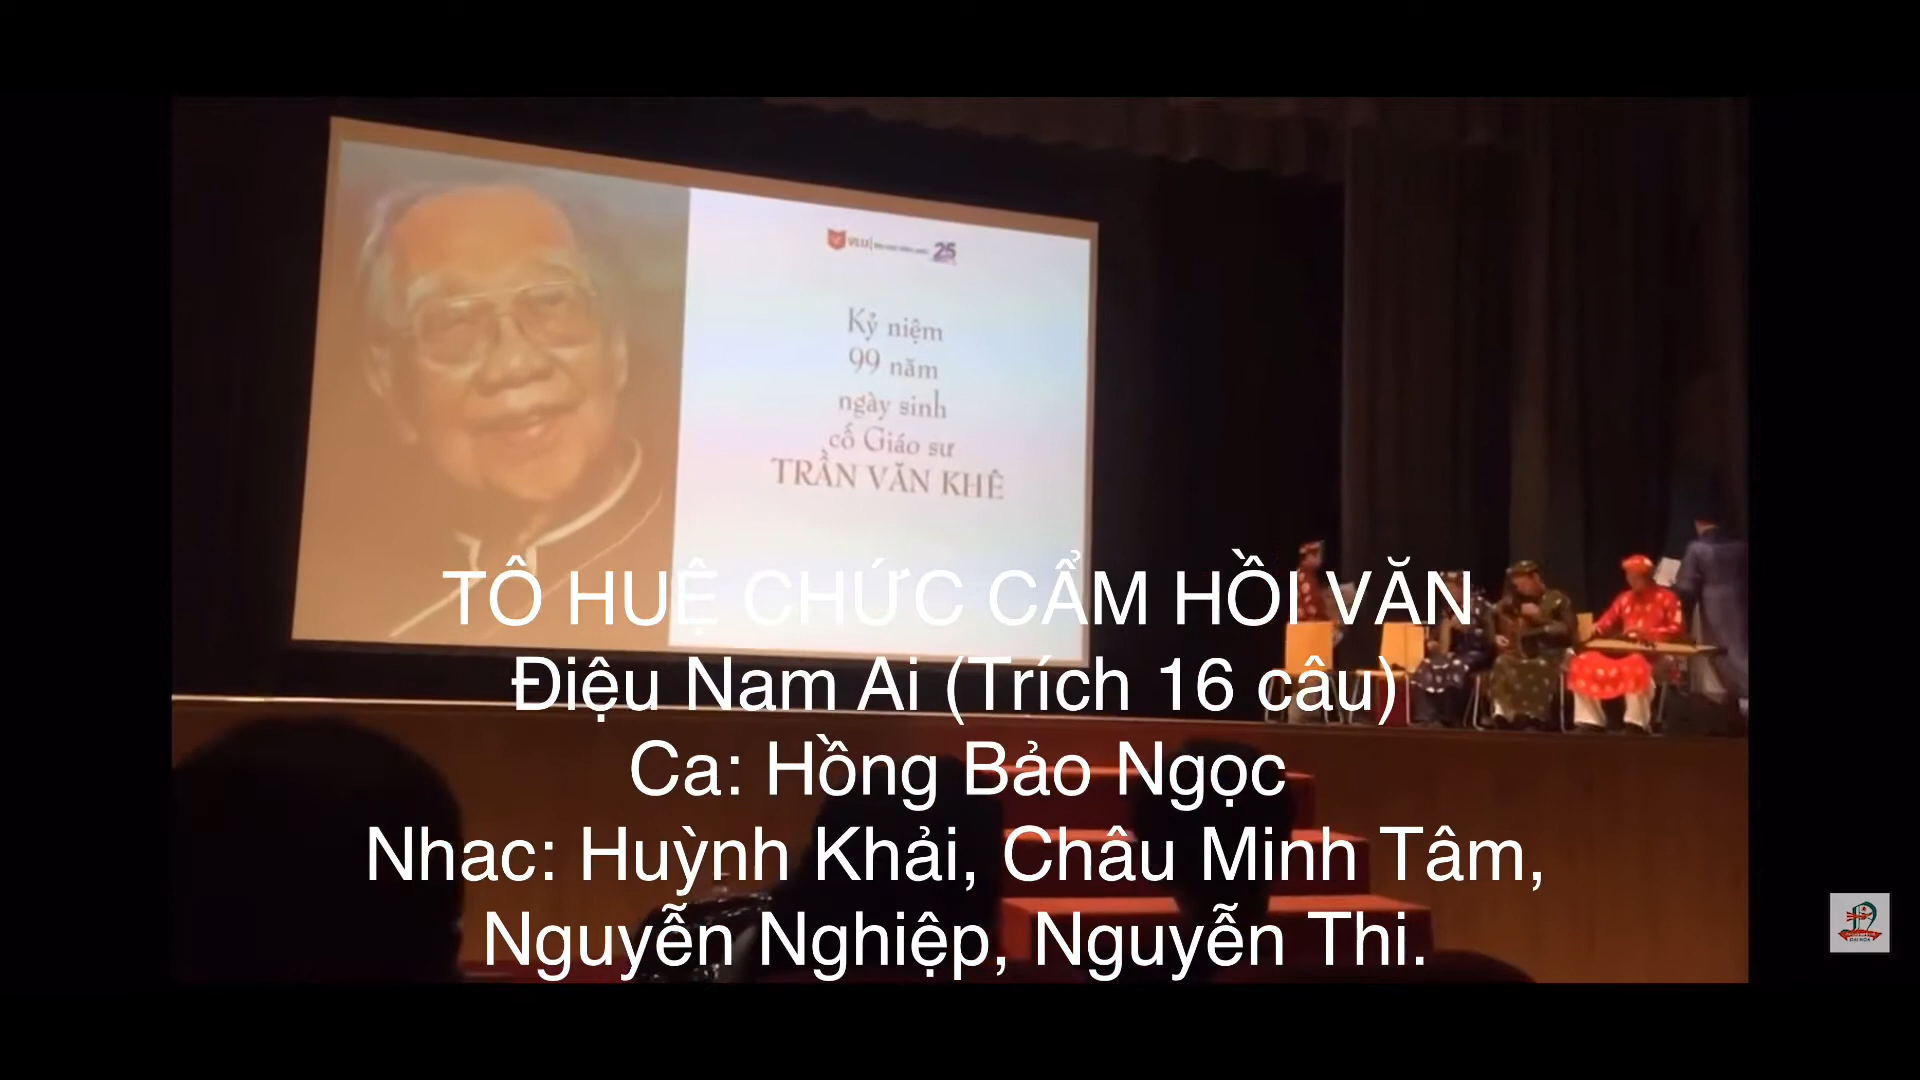 VLU
25
Kỷ niệm
99 năm
ngày sinh
cố Giáo sư
TRẦN VĂN KHÊ
TÔ HUỆ CHỨC CẨM HỒI VĂN
Điệu Nam Ai (Trích 16 câu)
Ca: Hồng Bảo Ngọc
Nhac: Huỳnh Khải, Châu Minh Tâm,
Nguyễn Nghiệp, Nguyễn Thi.